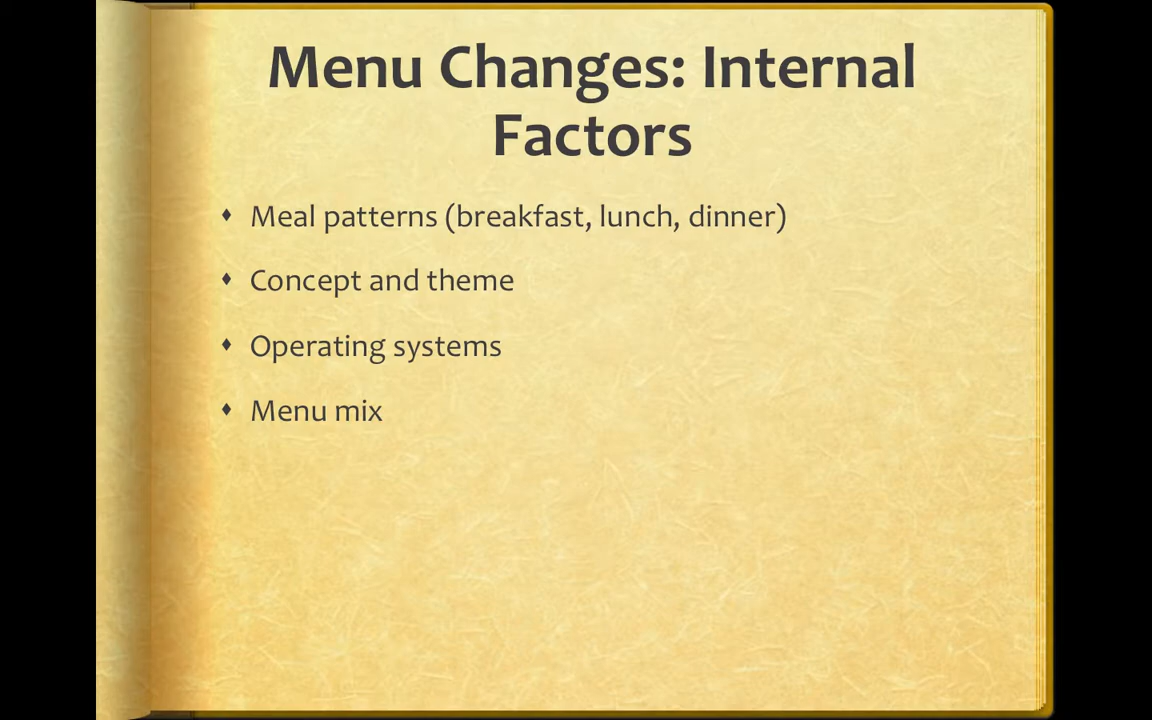 Menu Changes: Internal
Factors
Meal patterns (breakfast, lunch, dinner)
Concept and theme
Operating systems
Menu mix